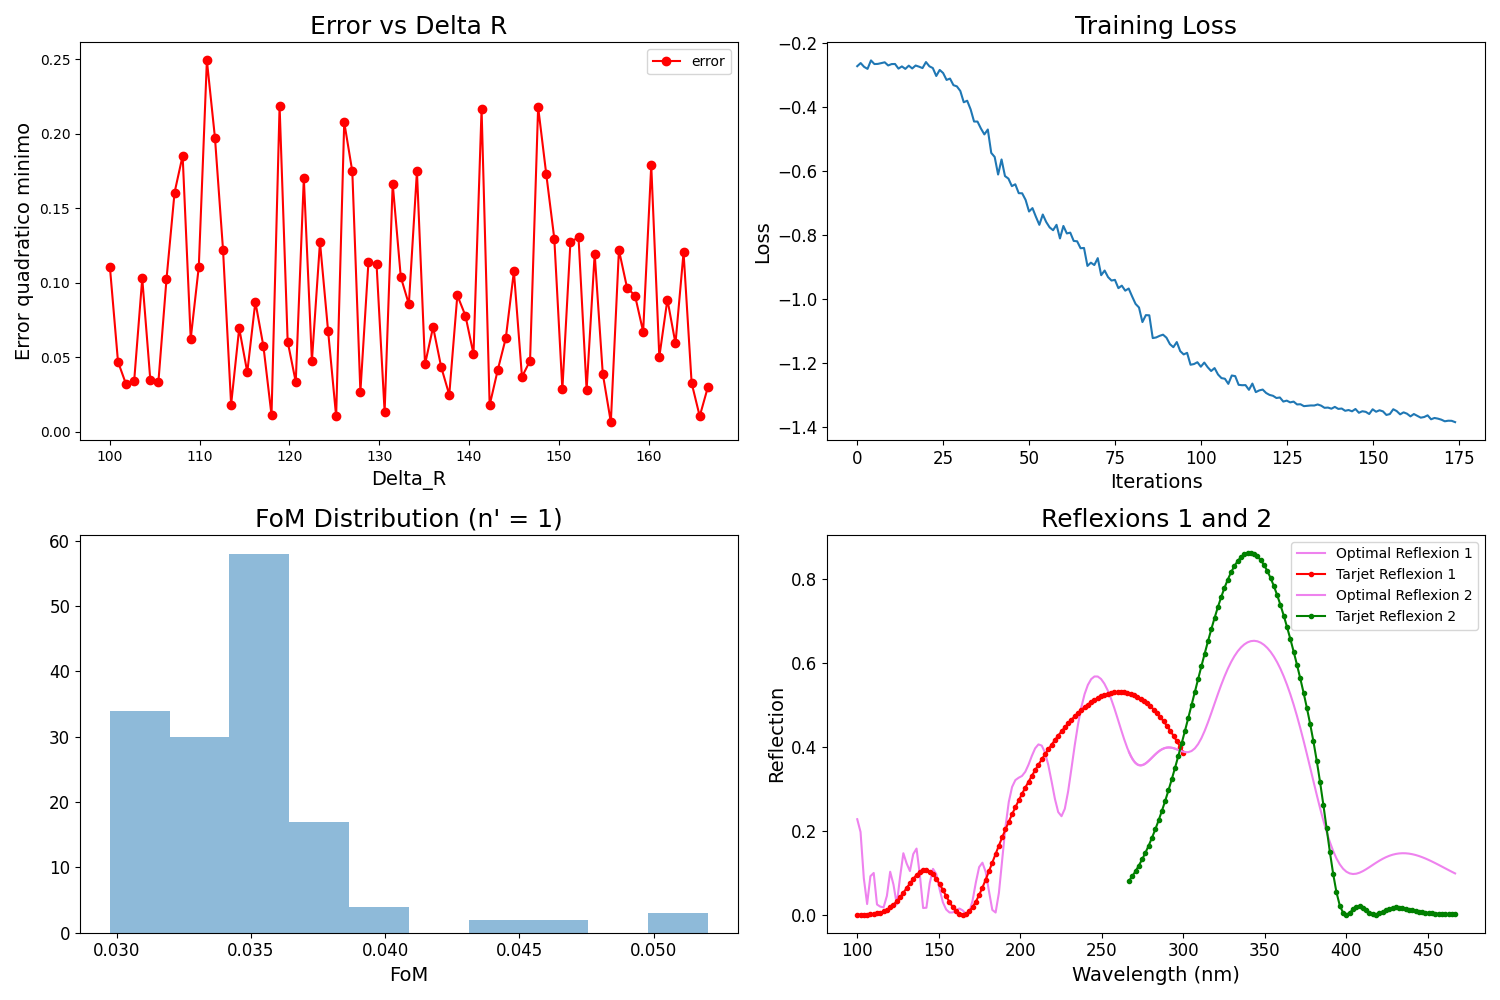 Error vs Delta R
error
Error quadratico minimo
0.25
0.20
0.15
0.10
0.05
0.00
100 110 120 130 140 150 160
Delta_R
Training Loss
Loss
−0.2
−0.4
−0.6
−0.8
−1.0
−1.2
−1.4
0 25 50 75 100 125 150 175
Iterations
FoM Distribution (n' = 1)
60
50
40
30
20
10
0
0.030 0.035 0.040 0.045 0.050
FoM
Reflexions 1 and 2
Optimal Reflexion 1
Tarjet Reflexion 1
Optimal Reflexion 2
Tarjet Reflexion 2
Reflection
0.8
0.6
0.4
0.2
0.0
100 150 200 250 300 350 400 450
Wavelength (nm)